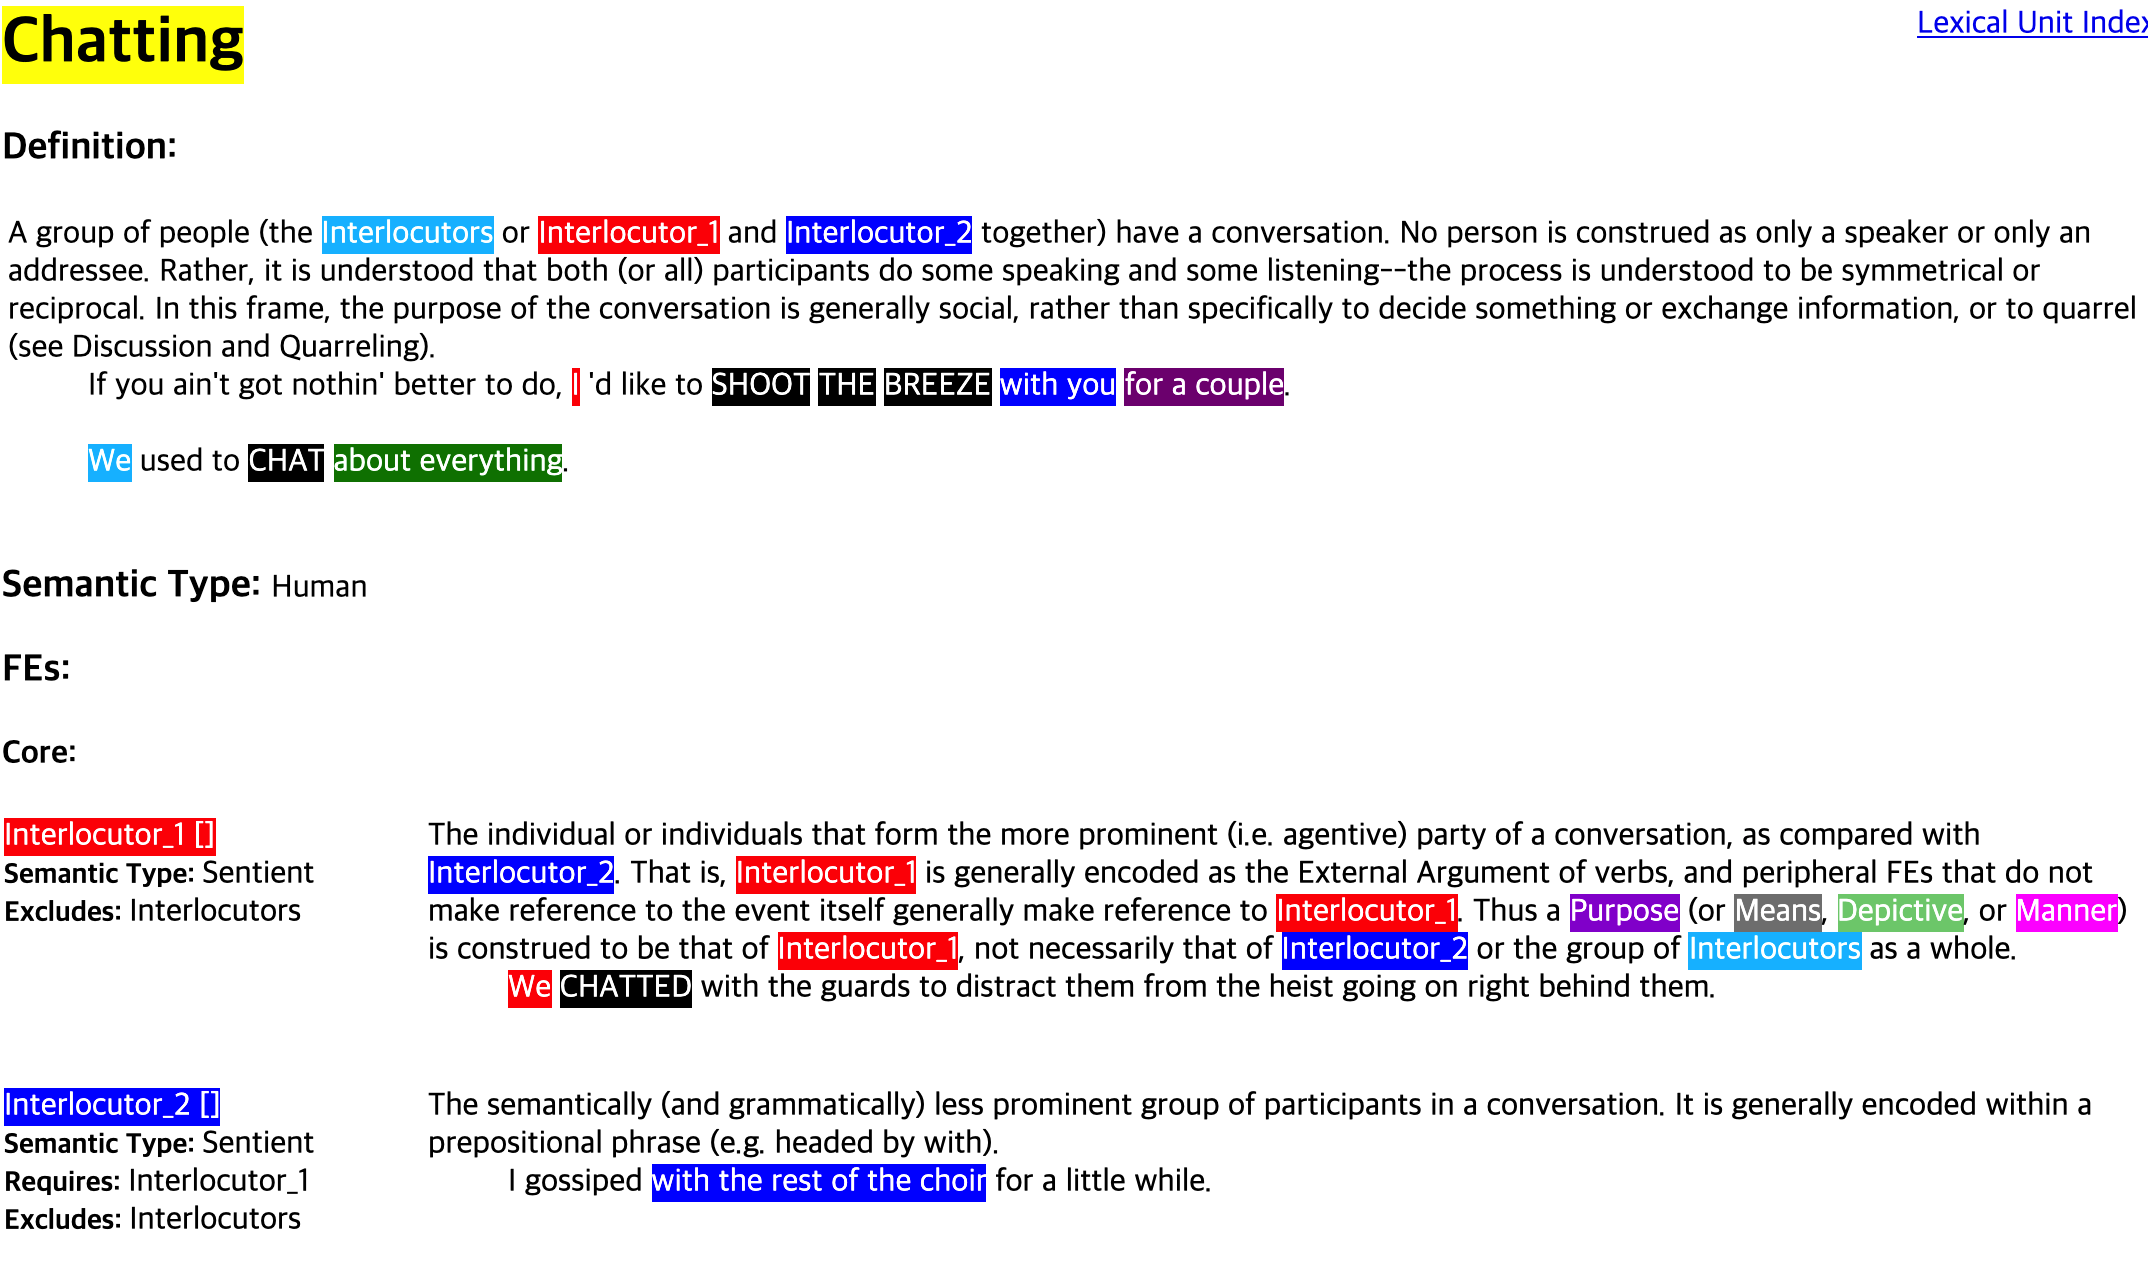 Chatting
Lexical Unit Index
Definition:
A group of people (the Interlocutors or Interlocutor_1 and Interlocutor_2 together) have a conversation. No person is construed as only a speaker or only an
addressee. Rather, it is understood that both (or all) participants do some speaking and some listening--the process is understood to be symmetrical or
reciprocal. In this frame, the purpose of the conversation is generally social, rather than specifically to decide something or exchange information, or to quarrel
(see Discussion and Quarreling).
If you ain't got nothin' better to do, I 'd like to SHOOT THE BREEZE with you for a couple.
We used to CHAT about everything.
Semantic Type: Human
FEs:
Core:
Interlocutor_1 []
Semantic Type: Sentient
Excludes: Interlocutors
The individual or individuals that form the more prominent (i.e. agentive) party of a conversation, as compared with
Interlocutor_2. That is, Interlocutor_1 is generally encoded as the External Argument of verbs, and peripheral FEs that do not
make reference to the event itself generally make reference to Interlocutor_1. Thus a Purpose (or Means, Depictive, or Manner)
is construed to be that of Interlocutor_1, not necessarily that of Interlocutor_2 or the group of Interlocutors as a whole.
We CHATTED with the guards to distract them from the heist going on right behind them.
Interlocutor_2 []
Semantic Type: Sentient
Requires: Interlocutor_1
Excludes: Interlocutors
The semantically (and grammatically) less prominent group of participants in a conversation. It is generally encoded within a
prepositional phrase (e.g. headed by with).
I gossiped with the rest of the choir for a little while.